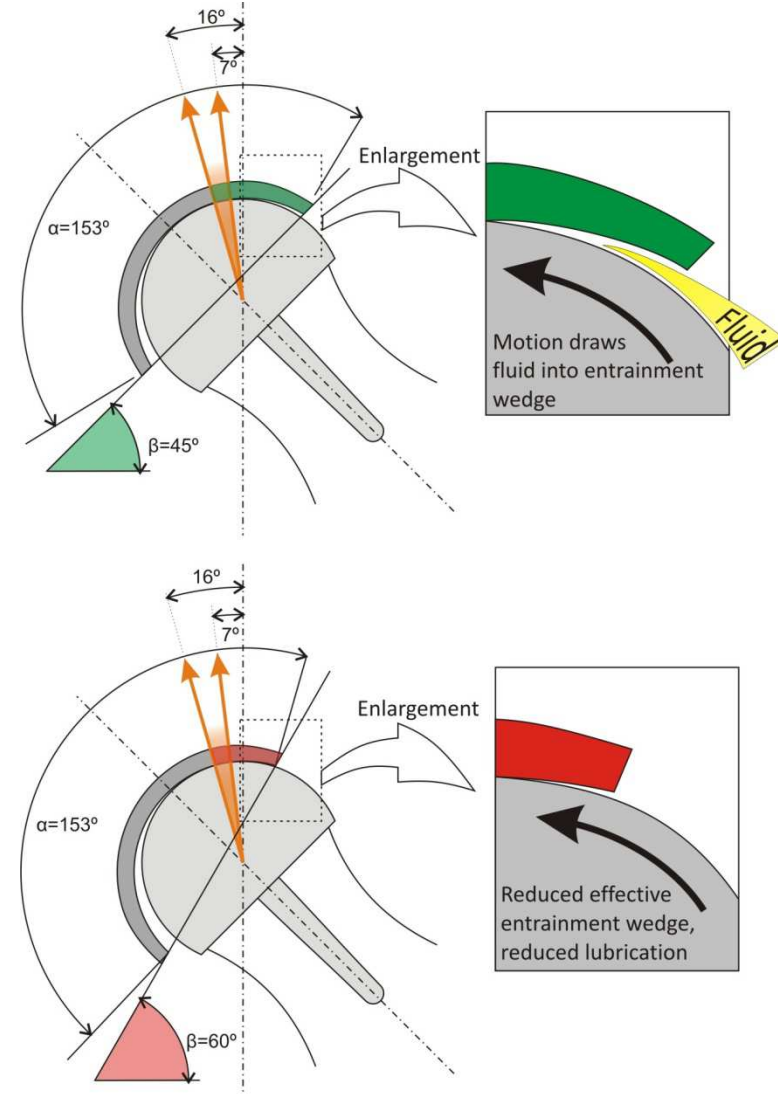 16º
7º
Enlargement
α=153º
β=45º
Fluid
Motion draws
fluid into entrainment
wedge
16º
7º
Enlargement
α=153º
β=60º
Reduced effective
entrainment wedge,
reduced lubrication